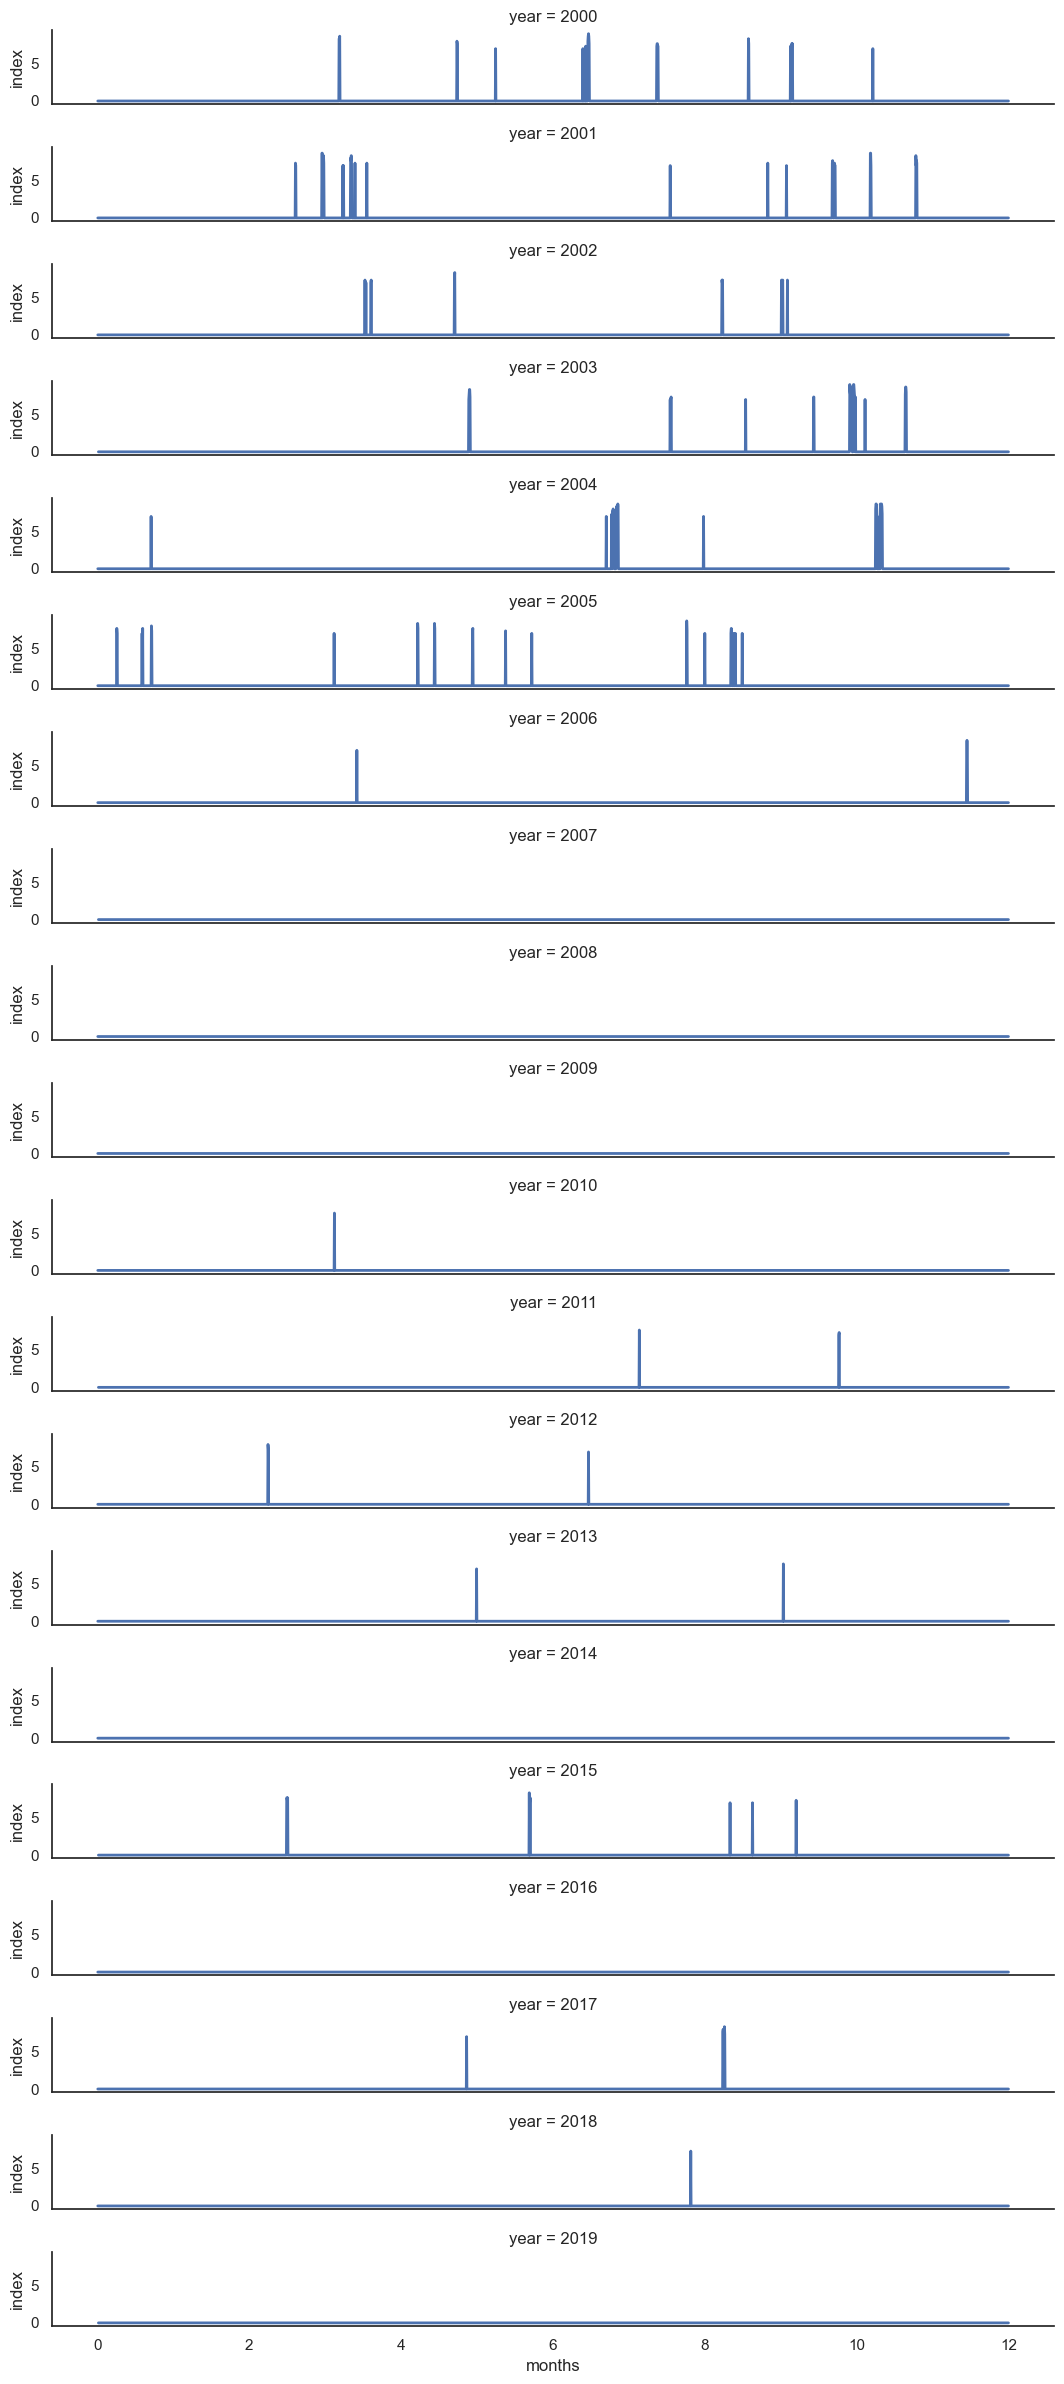 year = 2000
index
5
0
year = 2001
index
5
0
year = 2002
index
5
0
year = 2003
index
5
0
year = 2004
index
5
0
year = 2005
index
5
0
year = 2006
index
5
0
year = 2007
index
5
0
year = 2008
index
5
0
year = 2009
index
5
0
year = 2010
index
5
0
year = 2011
index
5
0
year = 2012
index
5
0
year = 2013
index
5
0
year = 2014
index
5
0
year = 2015
index
5
0
year = 2016
index
5
0
year = 2017
index
5
0
year = 2018
index
5
0
year = 2019
index
5
0
0 2 4 6 8 10 12
months